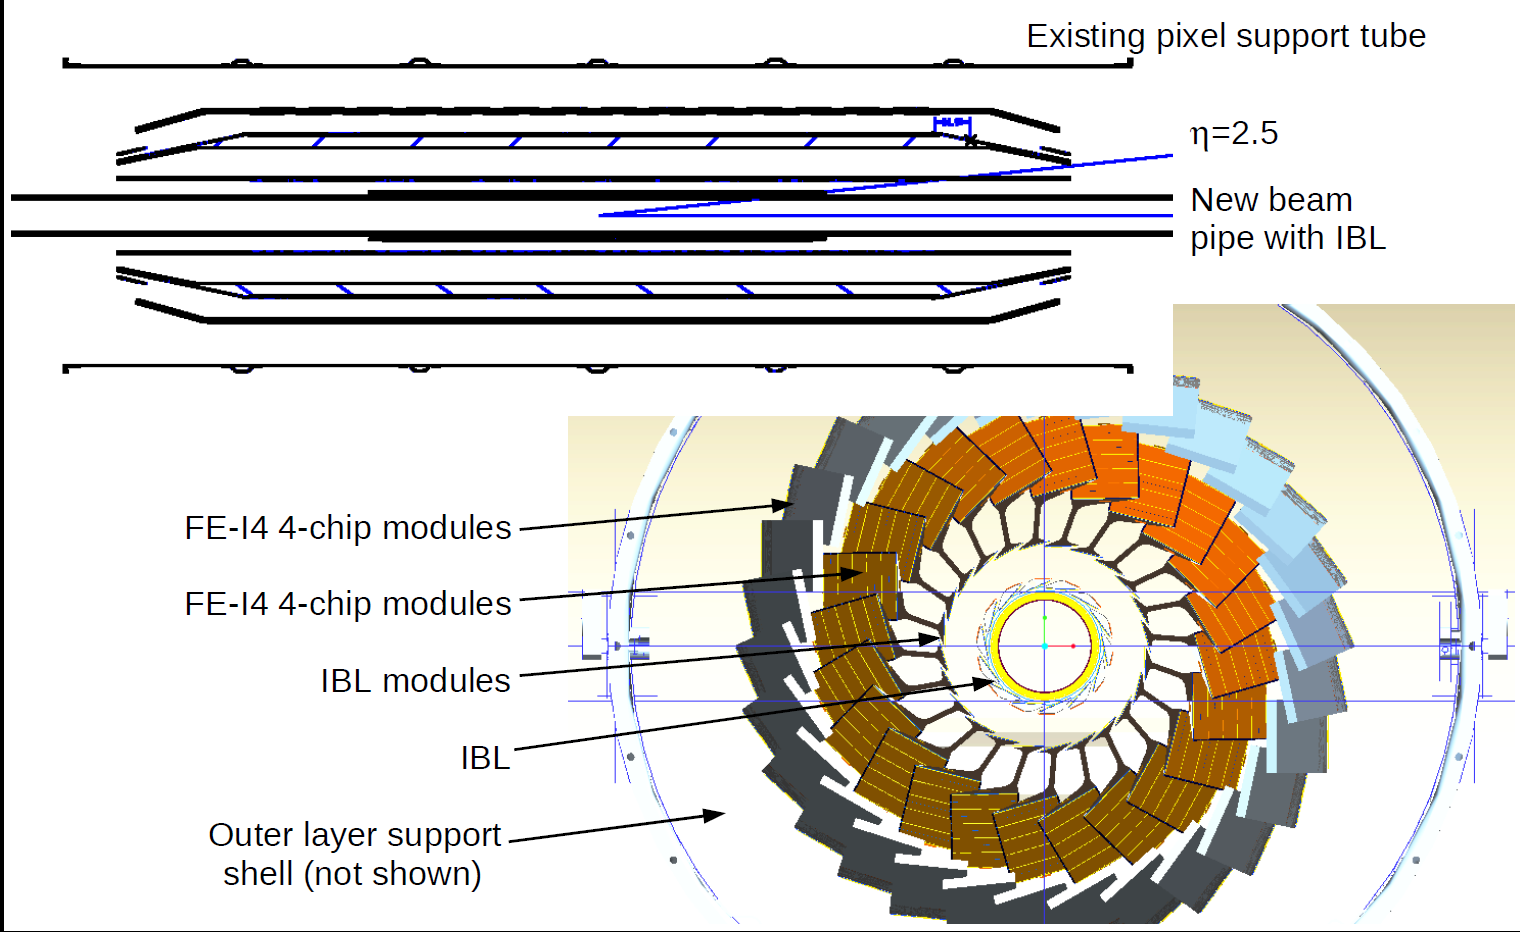 Existing pixel support tube
η=2.5
New beam
pipe with IBL
FE-I4 4-chip modules
FE-I4 4-chip modules
IBL modules
IBL
Outer layer support
shell (not shown)